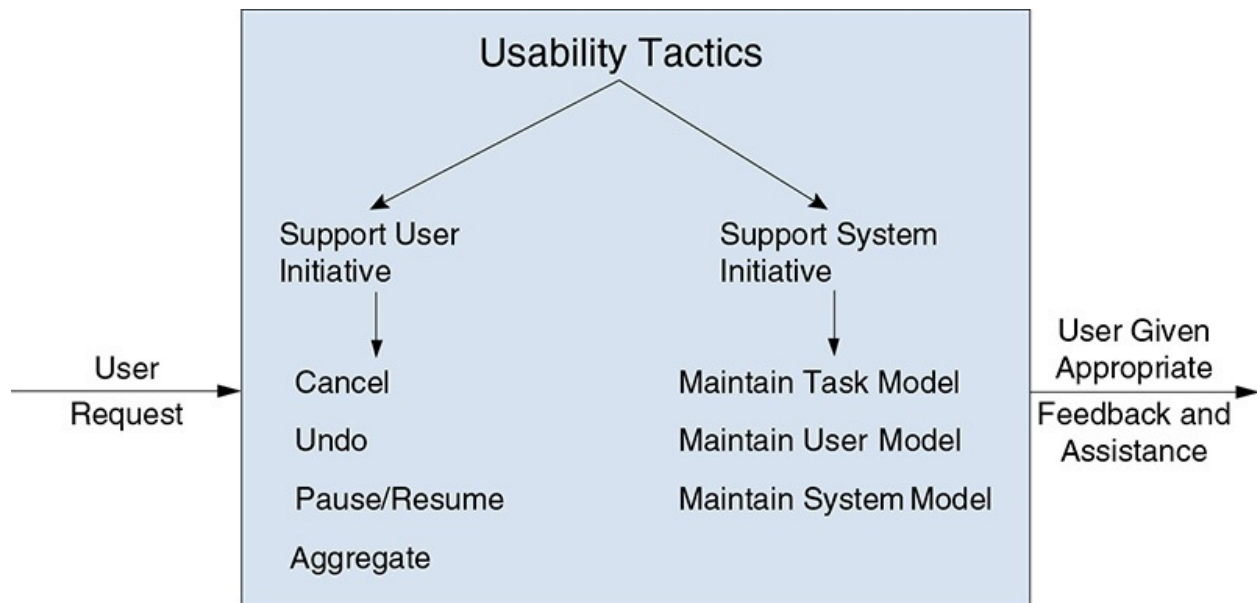 Usability Tactics
Support User
Initiative
Support System
Initiative
User
Request
Cancel
Undo
Pause/Resume
Aggregate
Maintain Task Model
Maintain User Model
Maintain System Model
User Given
Appropriate
Feedback and
Assistance